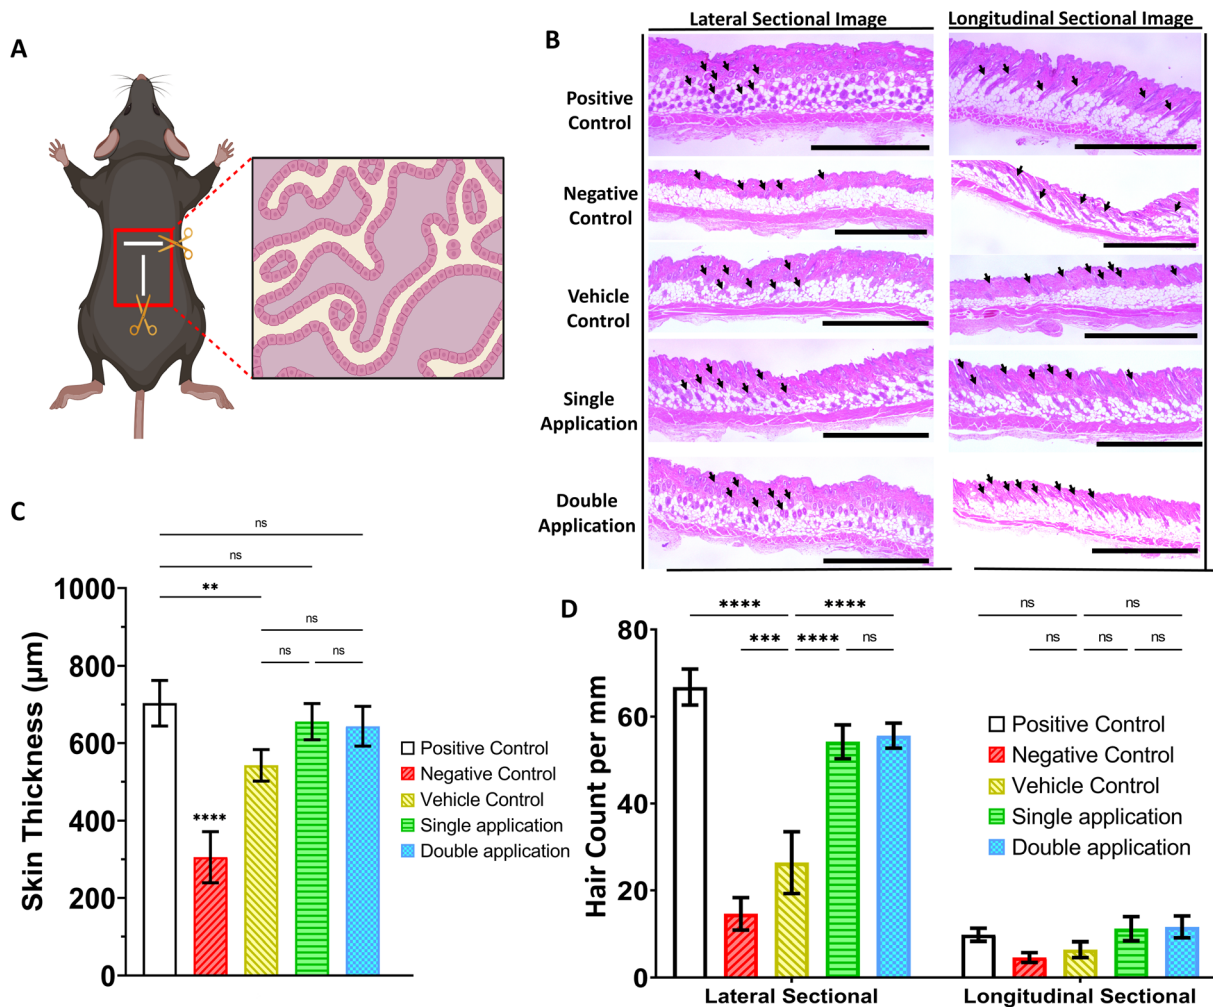 A
B
Lateral Sectional Image
Longitudinal Sectional Image
Positive
Control
Negative
Control
Vehicle
Control
Single
Application
Double
Application
C
ns
ns
**
ns
ns
ns
****
Skin Thickness (μm)
1000
800
600
400
200
0
Positive Control
Negative Control
Vehicle Control
Single application
Double application
D
****
****
***
****
ns
ns
ns
ns
ns
ns
Hair Count per mm
80
60
40
20
0
Positive Control
Negative Control
Vehicle Control
Single application
Double application
Lateral Sectional
Longitudinal Sectional